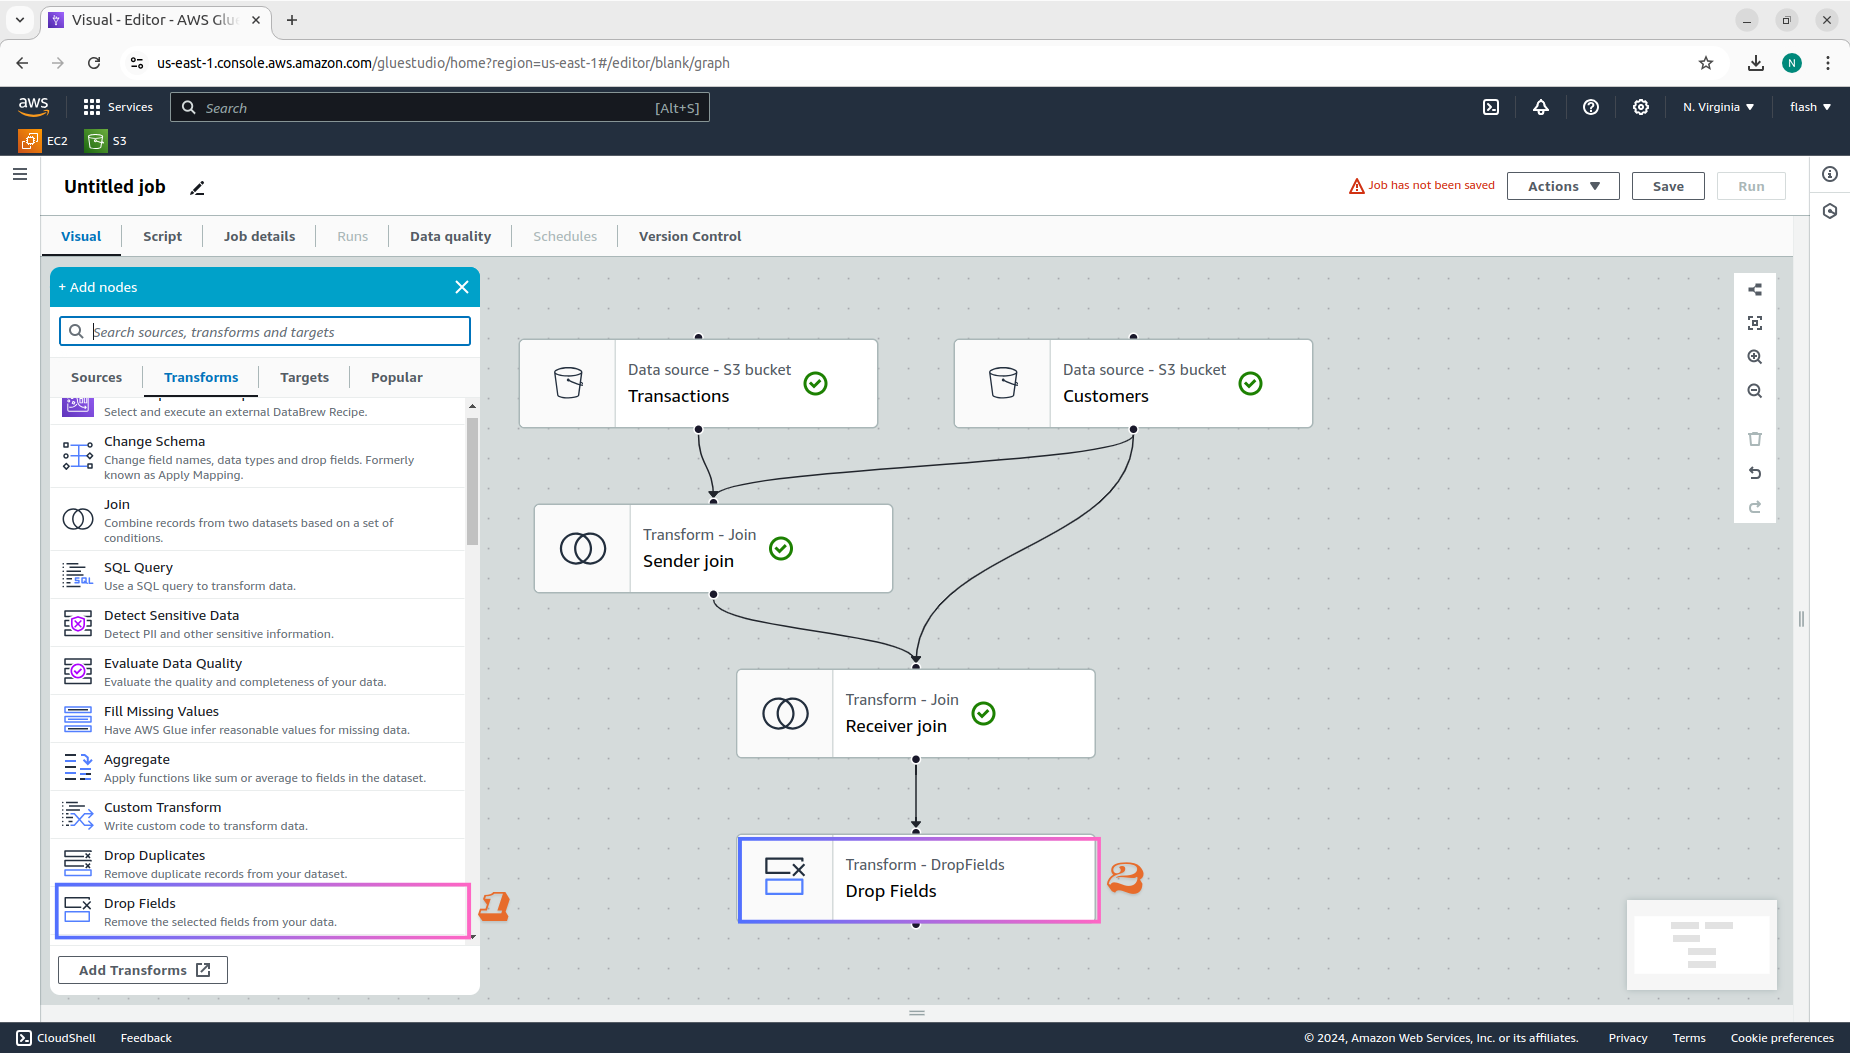 Visual - Editor - AWS Glue
us-east-1.console.aws.amazon.com/gluestudio/home?region=us-east-1#/editor/blank/graph
N
aws
Services
Search
[Alt+S]
N. Virginia
flash
EC2
S3
Untitled job
Job has not been saved
Actions
Save
Run
Visual
Script
Job details
Runs
Data quality
Schedules
Version Control
+ Add nodes
Search sources, transforms and targets
Sources
Transforms
Targets
Popular
Select and execute an external DataBrew Recipe.
Change Schema
Change field names, data types and drop fields. Formerly
known as Apply Mapping.
Join
Combine records from two datasets based on a set of
conditions.
SQL
SQL Query
Use a SQL query to transform data.
Detect Sensitive Data
Detect PII and other sensitive information.
Evaluate Data Quality
Evaluate the quality and completeness of your data.
Fill Missing Values
Have AWS Glue infer reasonable values for missing data.
Aggregate
Apply functions like sum or average to fields in the dataset.
Custom Transform
Write custom code to transform data.
Drop Duplicates
Remove duplicate records from your dataset.
Drop Fields
Remove the selected fields from your data.
1
Add Transforms
Data source - S3 bucket
Transactions
Data source - S3 bucket
Customers
Transform - Join
Sender join
Transform - Join
Receiver join
Transform - DropFields
Drop Fields
2
CloudShell
Feedback
© 2024, Amazon Web Services, Inc. or its affiliates.
Privacy
Terms
Cookie preferences